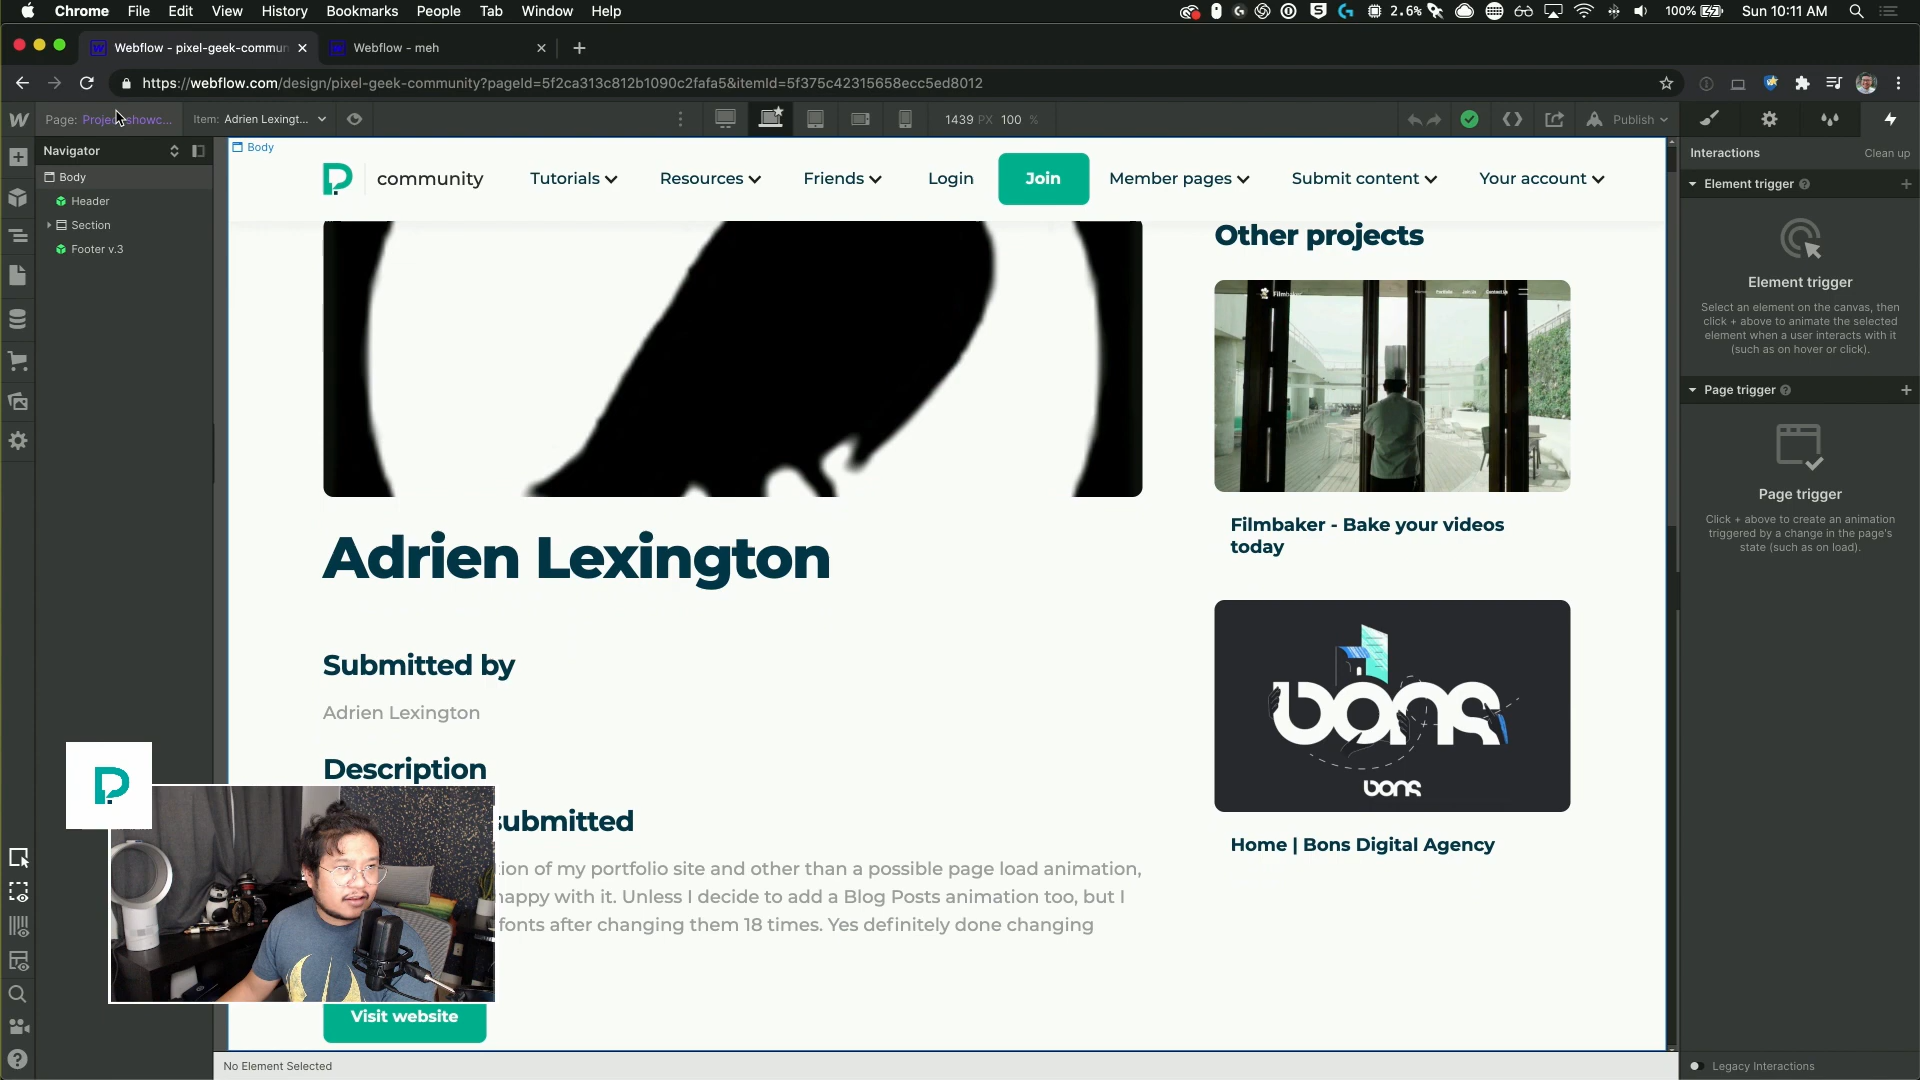 Chrome File Edit View History Bookmarks People Tab Window Help
2.6% 100% Sun 10:11 AM
Webflow - pixel-geek-commun
Webflow - meh
https://webflow.com/design/pixel-geek-community?pageId=5f2ca313c812b1090c2fafa5&itemId=5f375c42315658ecc5ed8012
Page: Project showc...
Item: Adrien Lexingt...
1439 PX 100 %
Publish
Navigator
Body
Header
Section
Footer v.3
Body
community
Tutorials
Resources
Friends
Login
Join
Member pages
Submit content
Your account
Adrien Lexington
Submitted by
Adrien Lexington
Description
submitted
ion of my portfolio site and other than a possible page load animation,
happy with it. Unless I decide to add a Blog Posts animation too, but I
fonts after changing them 18 times. Yes definitely done changing
Visit website
Other projects
Filmbaker - Bake your videos
today
bons
bons
Home | Bons Digital Agency
Interactions
Clean up
Element trigger
Element trigger
Select an element on the canvas, then
click + above to animate the selected
element when a user interacts with it
(such as on hover or click).
Page trigger
Page trigger
Click + above to create an animation
triggered by a change in the page's
state (such as on load).
No Element Selected
Legacy Interactions